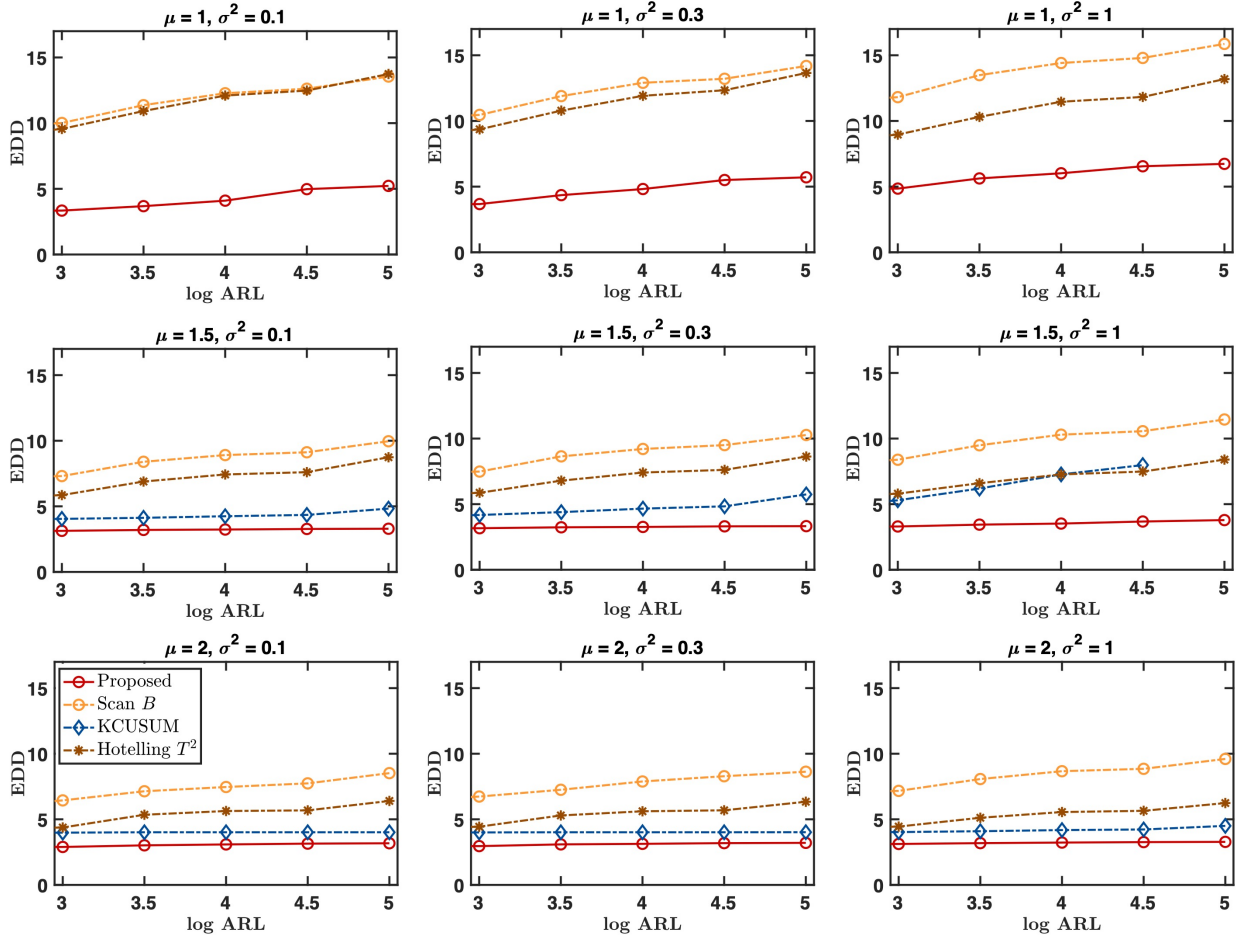 μ = 1, σ² = 0.1
15
10
5
0
EDD
3 3.5 4 4.5 5
log ARL
μ = 1, σ² = 0.3
15
10
5
0
EDD
3 3.5 4 4.5 5
log ARL
μ = 1, σ² = 1
15
10
5
0
EDD
3 3.5 4 4.5 5
log ARL
μ = 1.5, σ² = 0.1
15
10
5
0
EDD
3 3.5 4 4.5 5
log ARL
μ = 1.5, σ² = 0.3
15
10
5
0
EDD
3 3.5 4 4.5 5
log ARL
μ = 1.5, σ² = 1
15
10
5
0
EDD
3 3.5 4 4.5 5
log ARL
μ = 2, σ² = 0.1
Proposed
Scan B
KCUSUM
Hotelling T²
15
10
5
0
EDD
3 3.5 4 4.5 5
log ARL
μ = 2, σ² = 0.3
15
10
5
0
EDD
3 3.5 4 4.5 5
log ARL
μ = 2, σ² = 1
15
10
5
0
EDD
3 3.5 4 4.5 5
log ARL